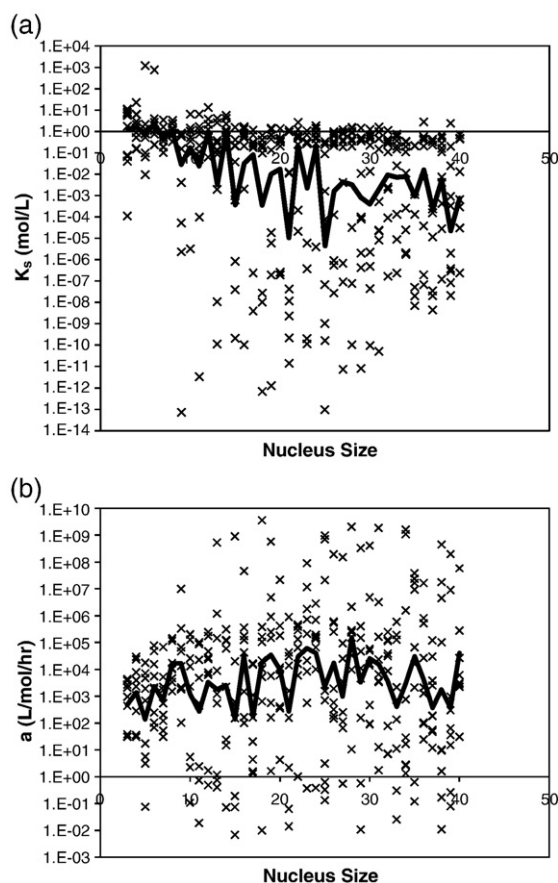 (a)
1.E+04
1.E+03
1.E+02
1.E+01
1.E+00
1.E-01
1.E-02
1.E-03
1.E-04
1.E-05
1.E-06
1.E-07
1.E-08
1.E-09
1.E-10
1.E-11
1.E-12
1.E-13
1.E-14
Ks (mol/L)
0 10 20 30 40 50
Nucleus Size
(b)
1.E+10
1.E+09
1.E+08
1.E+07
1.E+06
1.E+05
1.E+04
1.E+03
1.E+02
1.E+01
1.E+00
1.E-01
1.E-02
1.E-03
a (L/mol/hr)
0 10 20 30 40 50
Nucleus Size